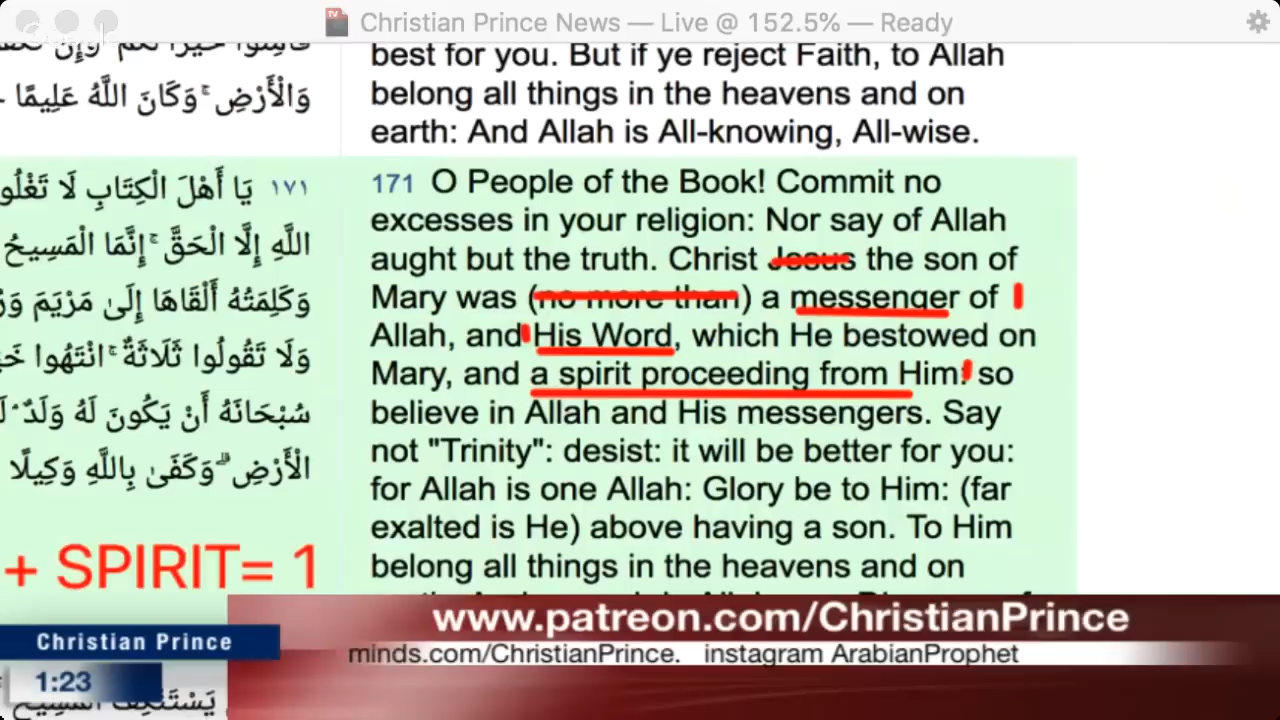 Christian Prince News — Live @ 152.5% — Ready
best for you. But if ye reject Faith, to Allah
وَالْأَرْضِ ۚ وَكَانَ اللَّهُ عَلِيمًا
belong all things in the heavens and on
earth: And Allah is All-knowing, All-wise.
١٧١ يَا أَهْلَ الْكِتَابِ لَا
اللَّهِ إِلَّا الْحَقَّ ۚ إِنَّمَا الْمَسِيحُ
وَكَلِمَتُهُ أَلْقَاهَا إِلَىٰ مَرْيَمَ
وَلَا تَقُولُوا ثَلَاثَةٌ ۚ انْتَهُوا
سُبْحَانَهُ أَنْ يَكُونَ لَهُ وَلَدٌ ۘ
الْأَرْضِ ۗ وَكَفَىٰ بِاللَّهِ وَكِيلًا
171 O People of the Book! Commit no
excesses in your religion: Nor say of Allah
aught but the truth. Christ Jesus the son of
Mary was (no more than) a messenger of
Allah, and His Word, which He bestowed on
Mary, and a spirit proceeding from Him: so
believe in Allah and His messengers. Say
not "Trinity": desist: it will be better for you:
for Allah is one Allah: Glory be to Him: (far
exalted is He) above having a son. To Him
belong all things in the heavens and on
+ SPIRIT= 1
www.patreon.com/ChristianPrince
Christian Prince
minds.com/ChristianPrince. instagram ArabianProphet
1:23